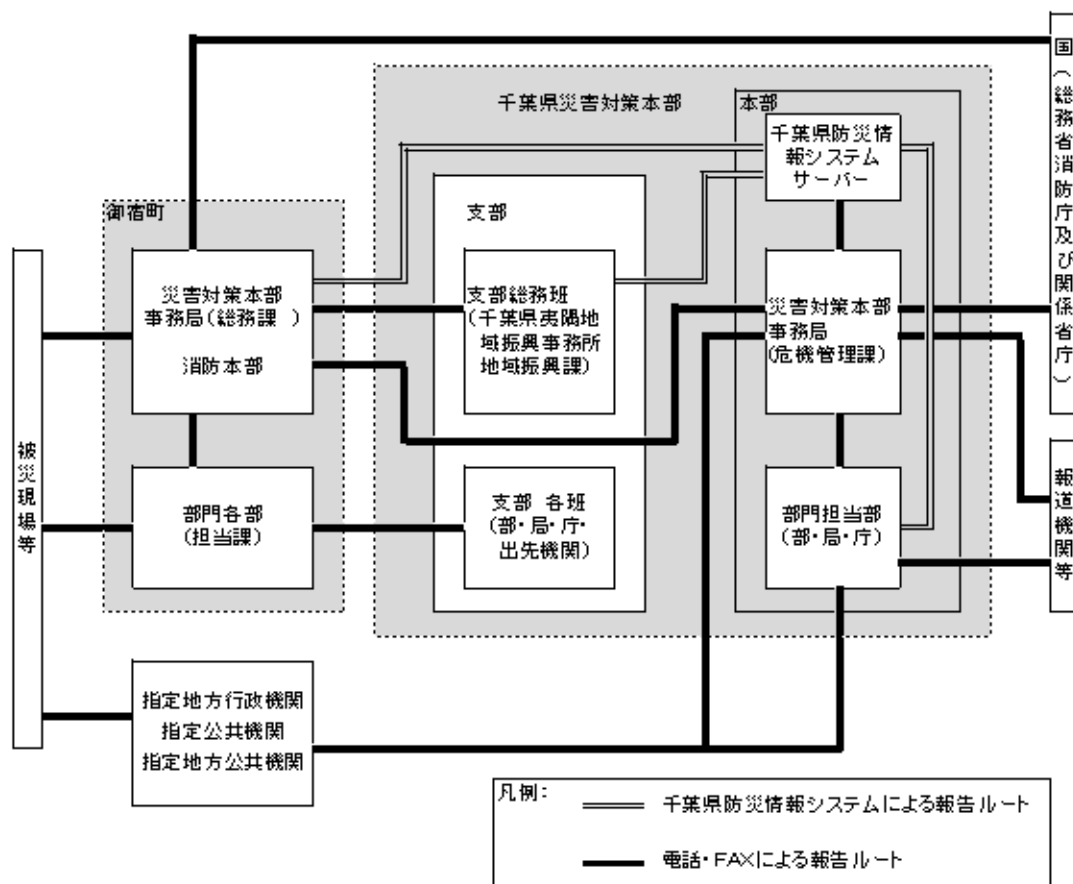 国(総務省消防庁及び関係省庁)
千葉県災害対策本部
本部
千葉県防災情
報システム
サーバー
御宿町
支部
災害対策本部
事務局(総務課 )
消防本部
支部総務班
(千葉県夷隅地
域振興事務所
地域振興課)
災害対策本部
事務局
(危機管理課)
被災現場等
部門各部
(担当課)
支部 各班
(部・局・庁・
出先機関)
部門担当部
(部・局・庁)
報道機関等
指定地方行政機関
指定公共機関
指定地方公共機関
凡例:
千葉県防災情報システムによる報告ルート
電話・FAXによる報告ルート